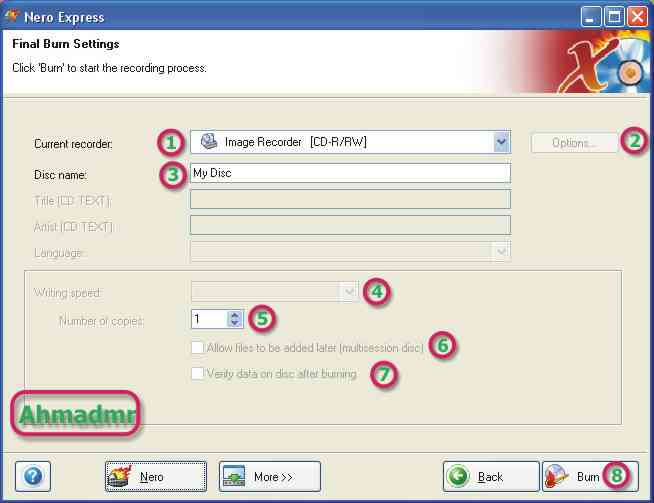 Nero Express
Final Burn Settings
Click 'Burn' to start the recording process.
Current recorder: 1 Image Recorder [CD-R/RW] Options... 2
Disc name: 3 My Disc
Title (CD TEXT):
Artist (CD TEXT):
Language:
Writing speed: 4
Number of copies: 1 5
Allow files to be added later (multisession disc) 6
Verify data on disc after burning 7
Ahmadmr
? Nero More >> Back Burn 8